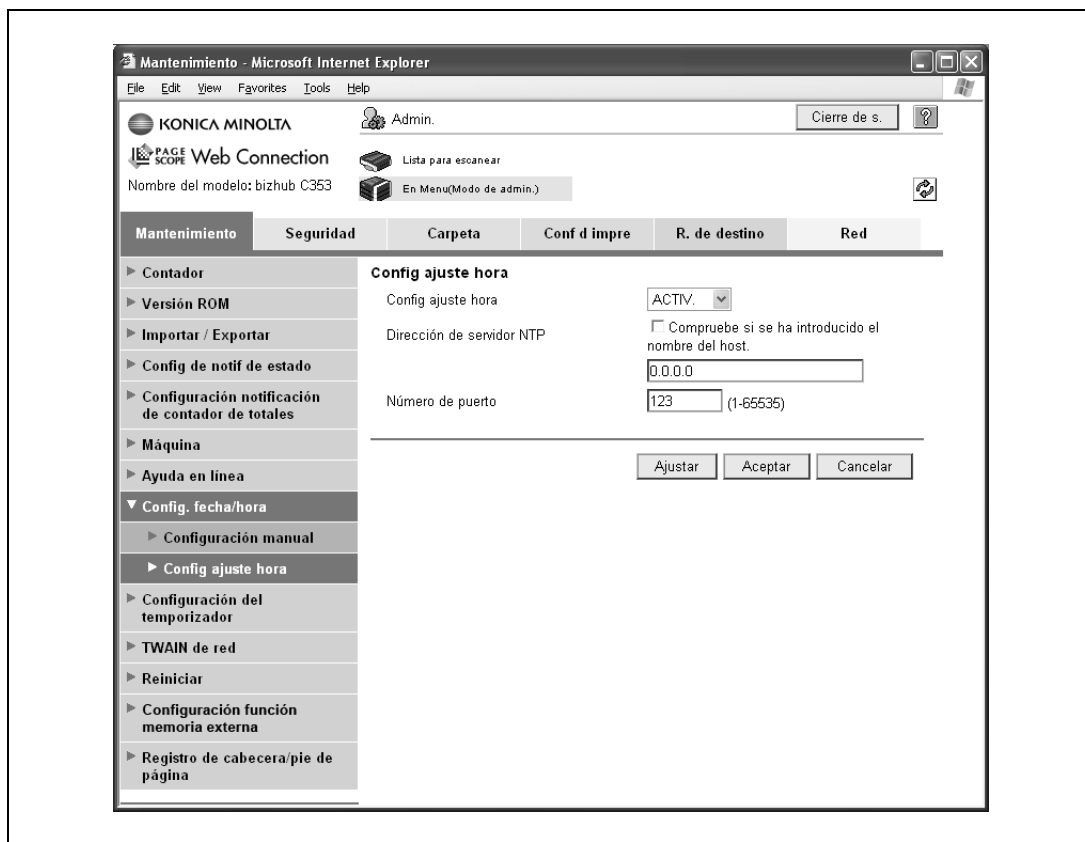 Mantenimiento - Microsoft Internet Explorer
File Edit View Favorites Tools Help
KONICA MINOLTA
Admin.
Cierre de s.
?
PAGE SCOPE Web Connection
Lista para escanear
Nombre del modelo: bizhub C353
En Menu(Modo de admin.)
Mantenimiento Seguridad Carpeta Conf d impre R. de destino Red
Contador
Versión ROM
Importar / Exportar
Config de notif de estado
Configuración notificación
de contador de totales
Máquina
Ayuda en línea
Config. fecha/hora
Configuración manual
Config ajuste hora
Configuración del
temporizador
TWAIN de red
Reiniciar
Configuración función
memoria externa
Registro de cabecera/pie de
página
Config ajuste hora
Config ajuste hora ACTIV.
Dirección de servidor NTP Compruebe si se ha introducido el
nombre del host.
0.0.0.0
Número de puerto 123 (1-65535)
Ajustar Aceptar Cancelar